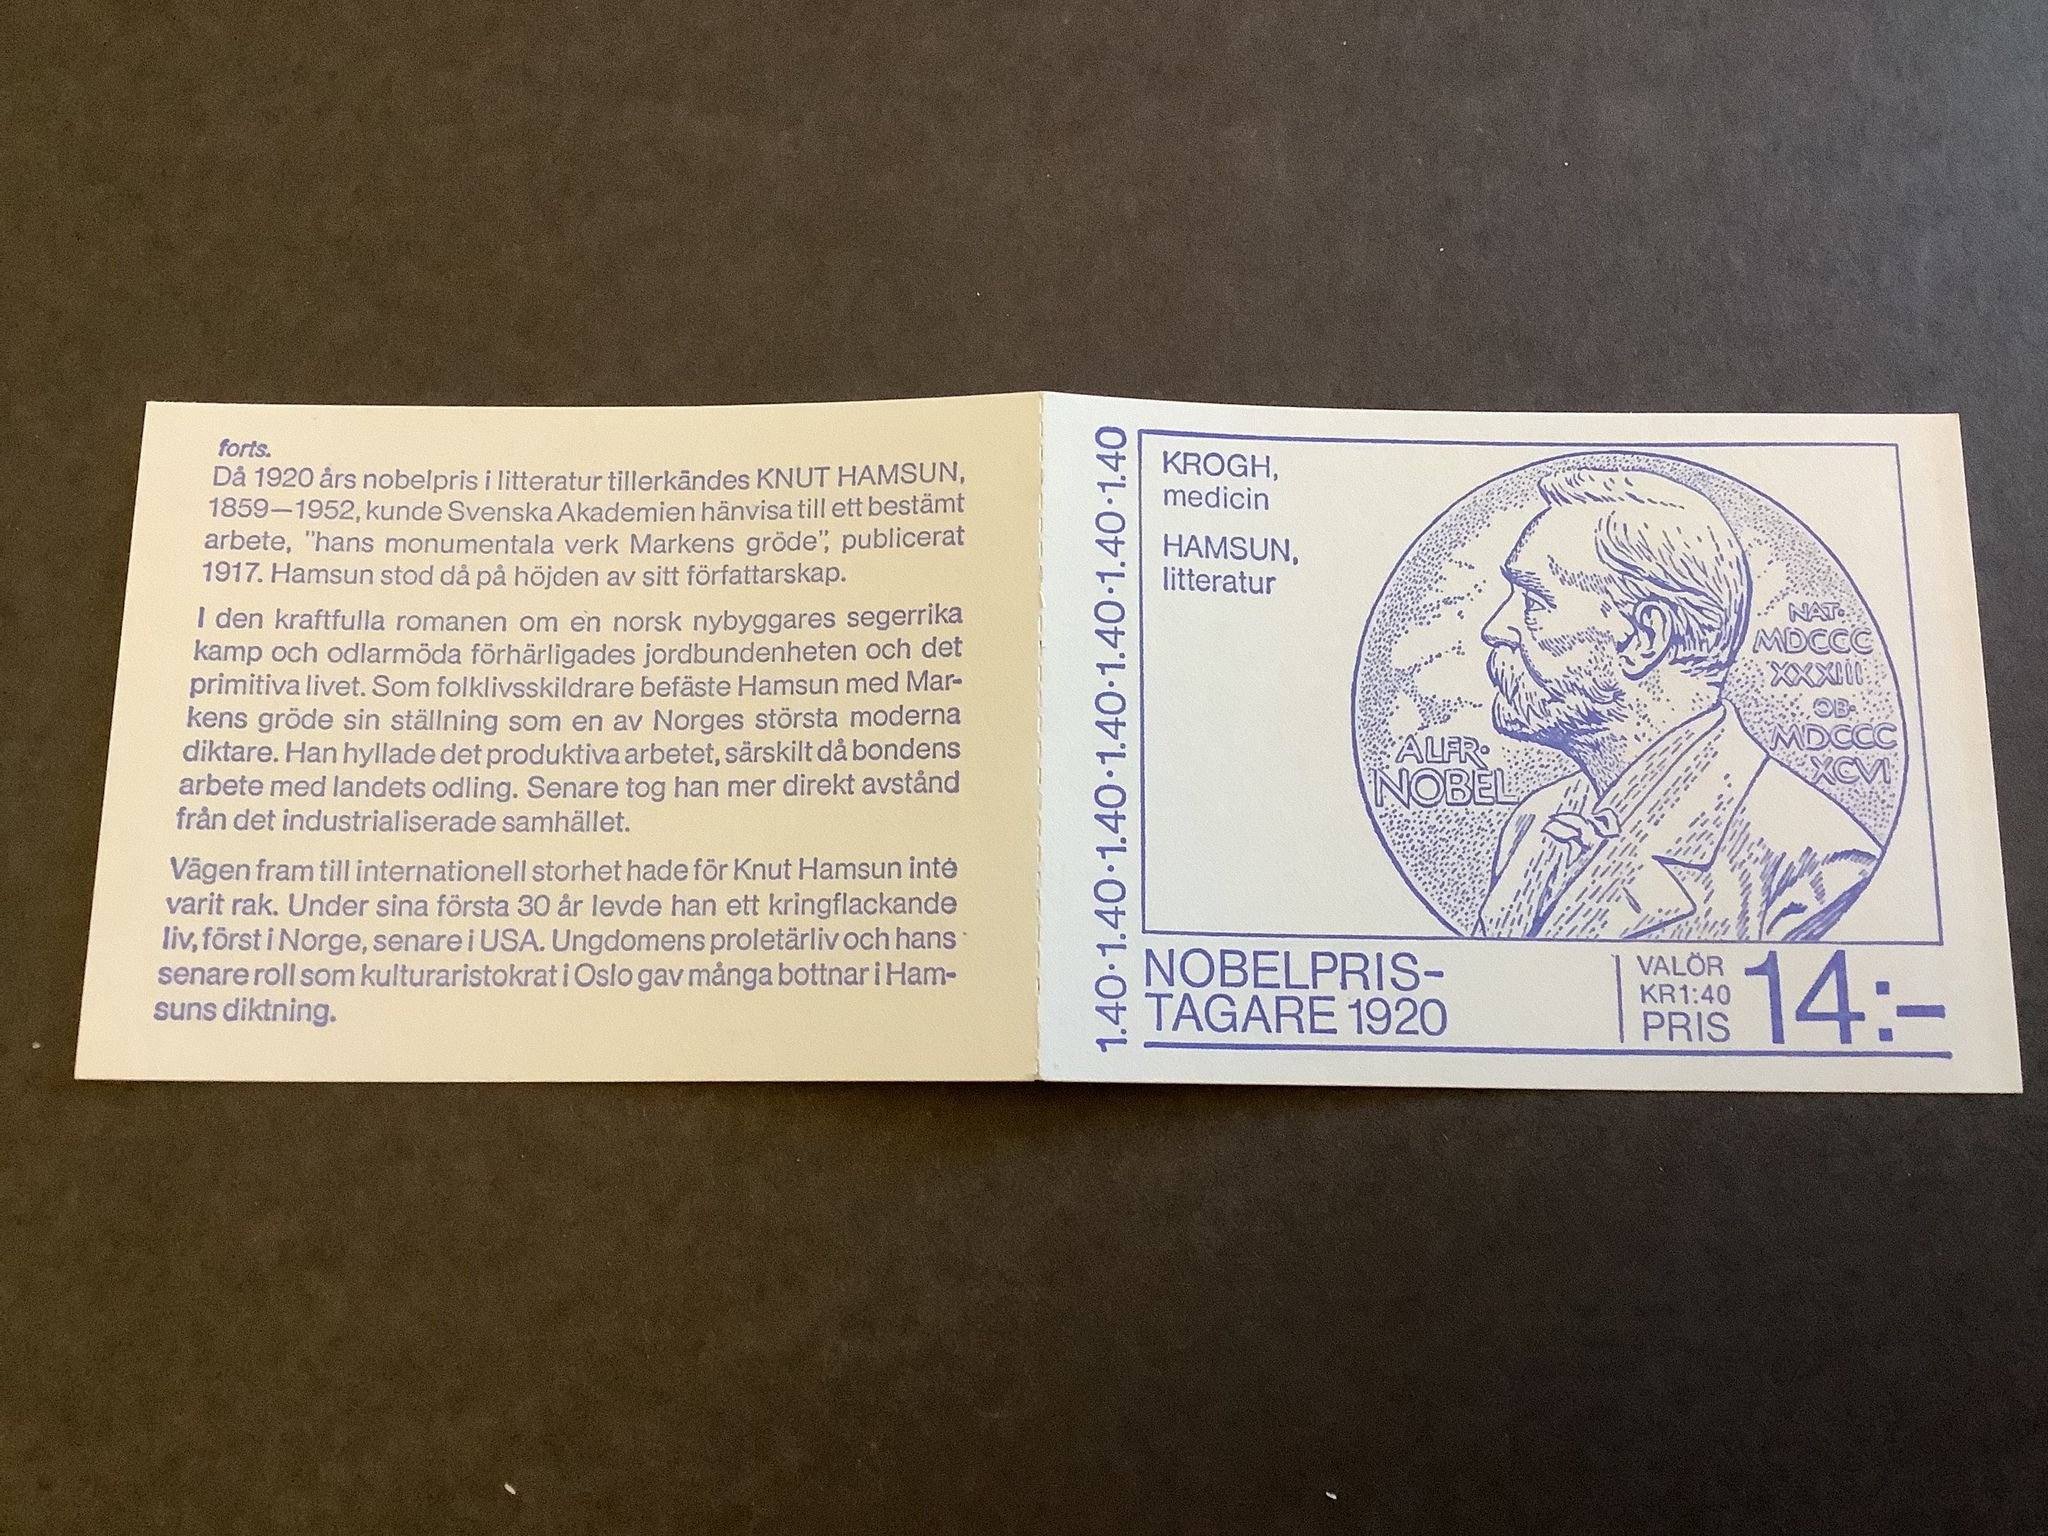 forts.
Då 1920 års nobelpris i litteratur tillerkändes KNUT HAMSUN,
1859—1952, kunde Svenska Akademien hänvisa till ett bestämt
arbete, "hans monumentala verk Markens gröde", publicerat
1917. Hamsun stod då på höjden av sitt författarskap.
I den kraftfulla romanen om en norsk nybyggares segerrika
kamp och odlarmöda förhärligades jordbundenheten och det
primitiva livet. Som folklivsskildrare befäste Hamsun med Mar-
kens gröde sin ställning som en av Norges största moderna
diktare. Han hyllade det produktiva arbetet, särskilt då bondens
arbete med landets odling. Senare tog han mer direkt avstånd
från det industrialiserade samhället.
Vägen fram till internationell storhet hade för Knut Hamsun inte
varit rak. Under sina första 30 år levde han ett kringflackande
liv, först i Norge, senare i USA. Ungdomens proletärliv och hans
senare roll som kulturaristokrat i Oslo gav många bottnar i Ham-
suns diktning.
1.40·1.40·1.40·1.40·1.40·1.40·1.40·1.40·1.40·1.40
KROGH,
medicin
HAMSUN,
litteratur
ALFR·
NOBEL
NAT·
MDCCC
XXXIII
OB·
MDCCC
XCVI
NOBELPRIS-
TAGARE 1920
VALÖR
KR 1:40
PRIS
14:–